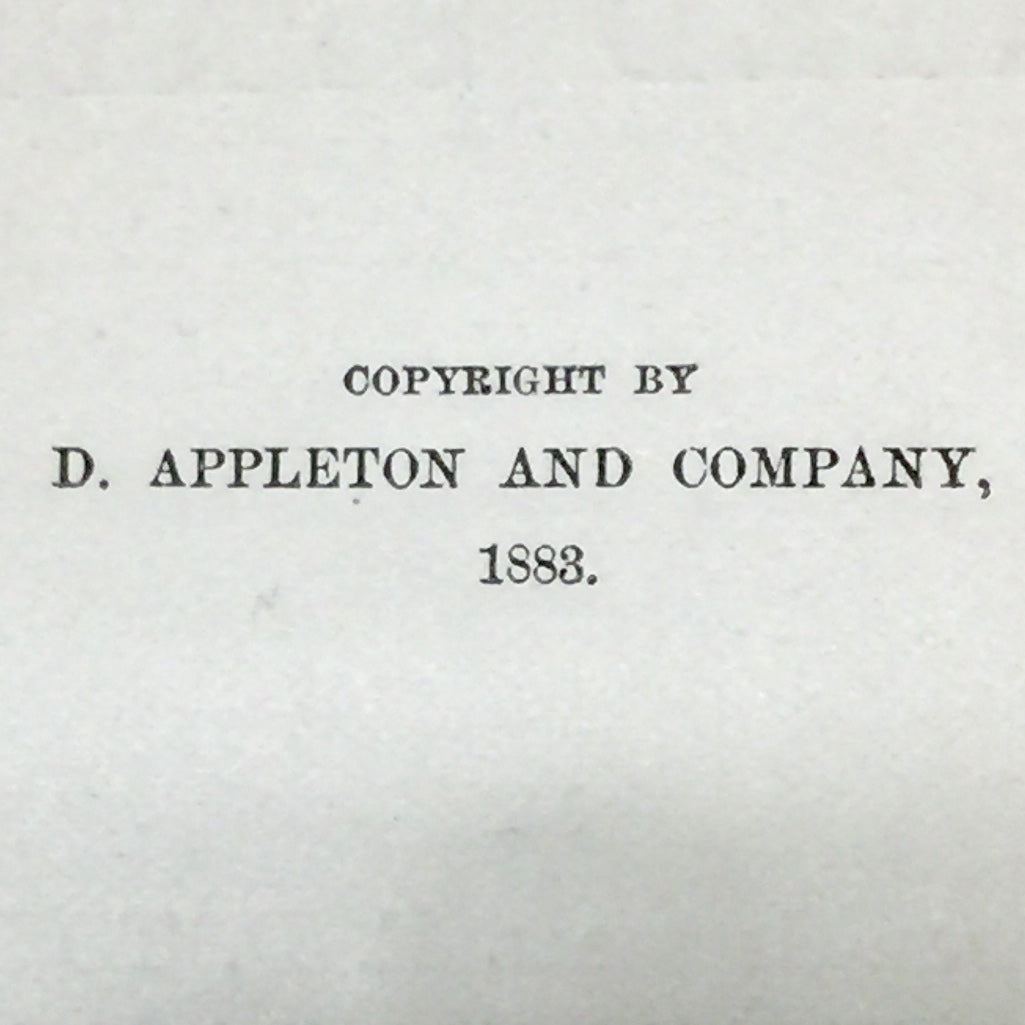 COPYRIGHT BY
D. APPLETON AND COMPANY,
1883.